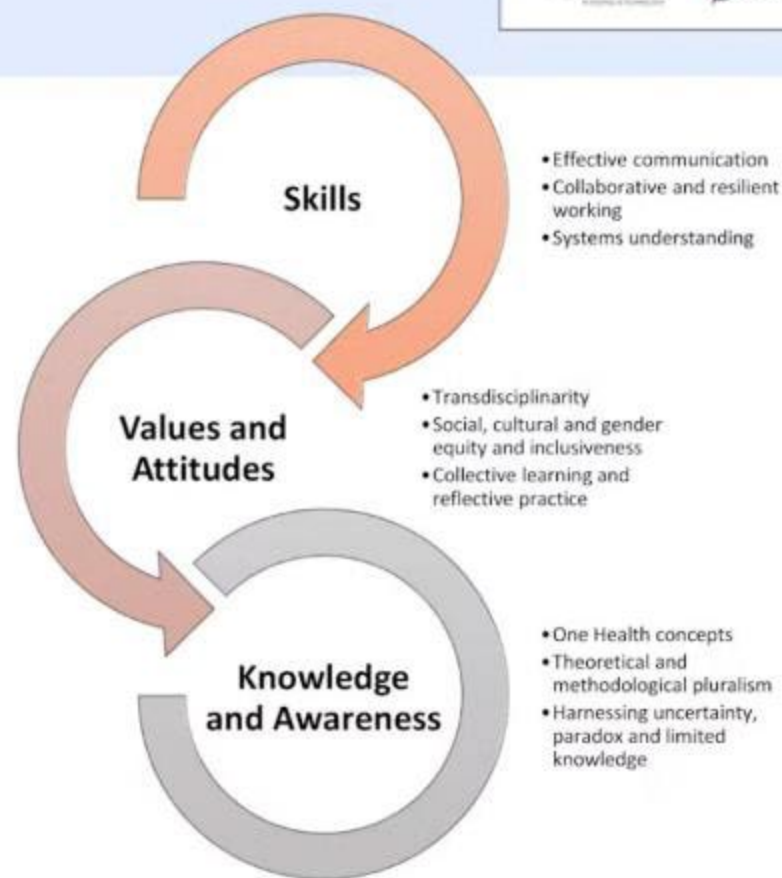 Skills
• Effective communication
• Collaborative and resilient
working
• Systems understanding
Values and
Attitudes
• Transdisciplinarity
• Social, cultural and gender
equity and inclusiveness
• Collective learning and
reflective practice
Knowledge
and Awareness
• One Health concepts
• Theoretical and
methodological pluralism
• Harnessing uncertainty,
paradox and limited
knowledge